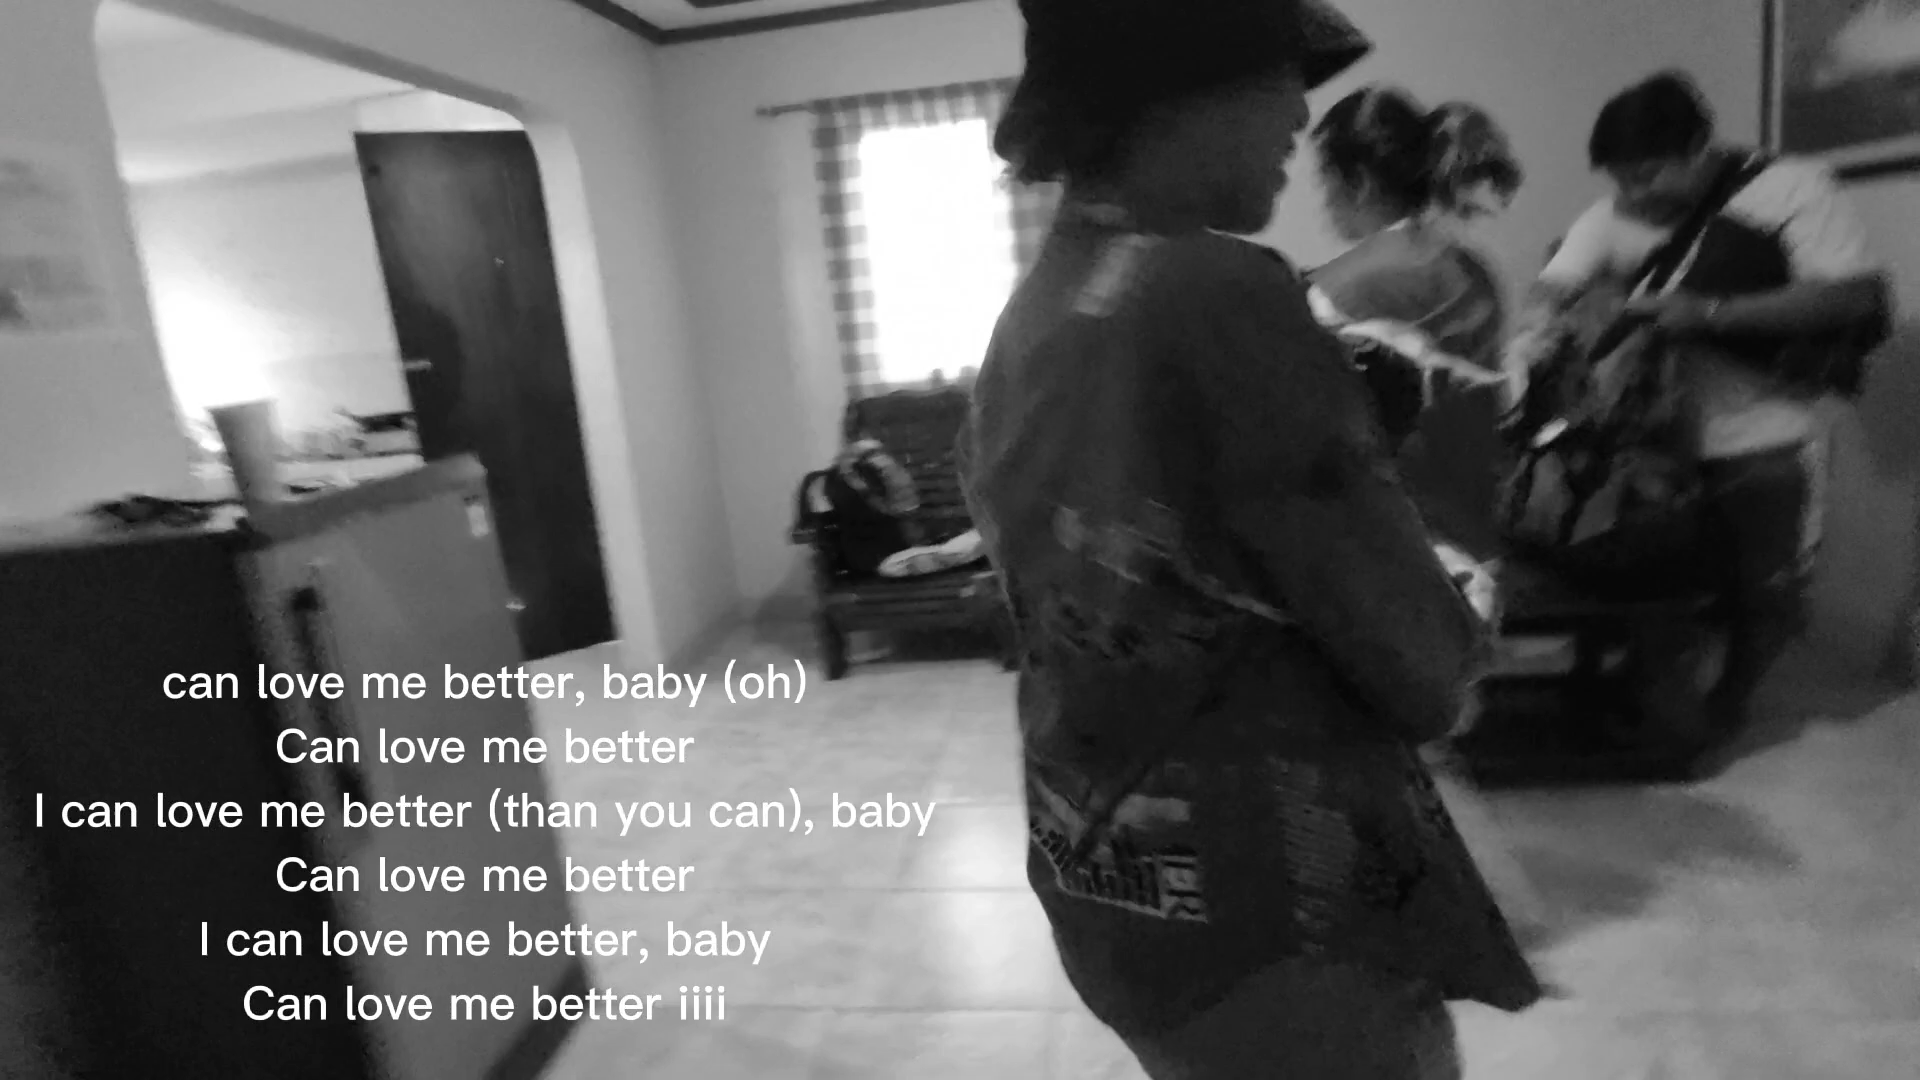 can love me better, baby (oh)
Can love me better
I can love me better (than you can), baby
Can love me better
I can love me better, baby
Can love me better iiii